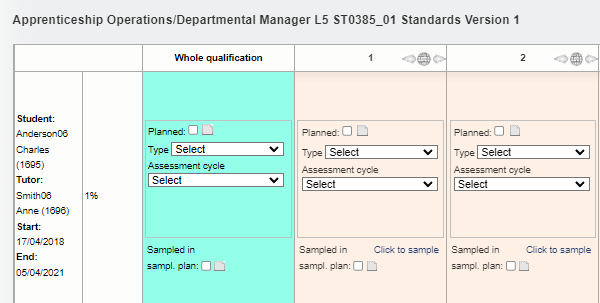 Apprenticeship Operations/Departmental Manager L5 ST0385_01 Standards Version 1
Whole qualification 1 2
Student:
Anderson06
Charles
(1695)
Tutor:
Smith06
Anne (1696)
Start:
17/04/2018
End:
05/04/2021
1%
Planned:
Type Select
Assessment cycle
Select
Sampled in
sampl. plan:
Planned:
Type Select
Assessment cycle
Select
Sampled in Click to sample
sampl. plan:
Planned:
Type Select
Assessment cycle
Select
Sampled in Click to sample
sampl. plan: